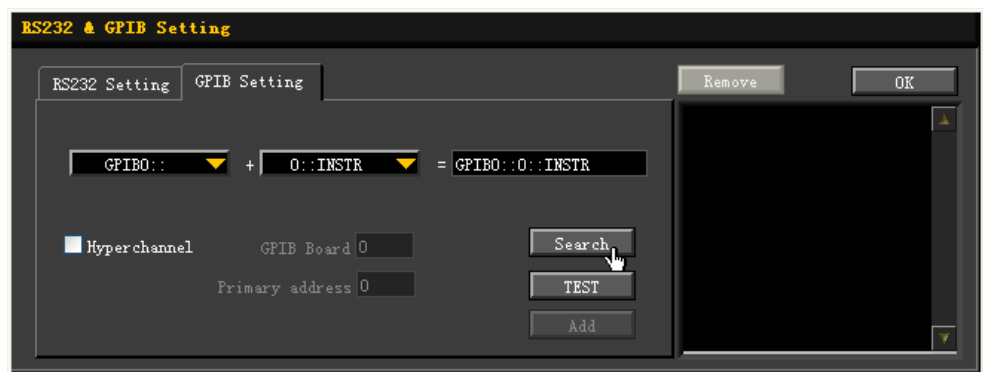 RS232 & GPIB Setting
RS232 Setting GPIB Setting Remove OK
GPIB0:: + 0::INSTR = GPIB0::0::INSTR
Hyperchannel GPIB Board 0 Search
Primary address 0 TEST
Add